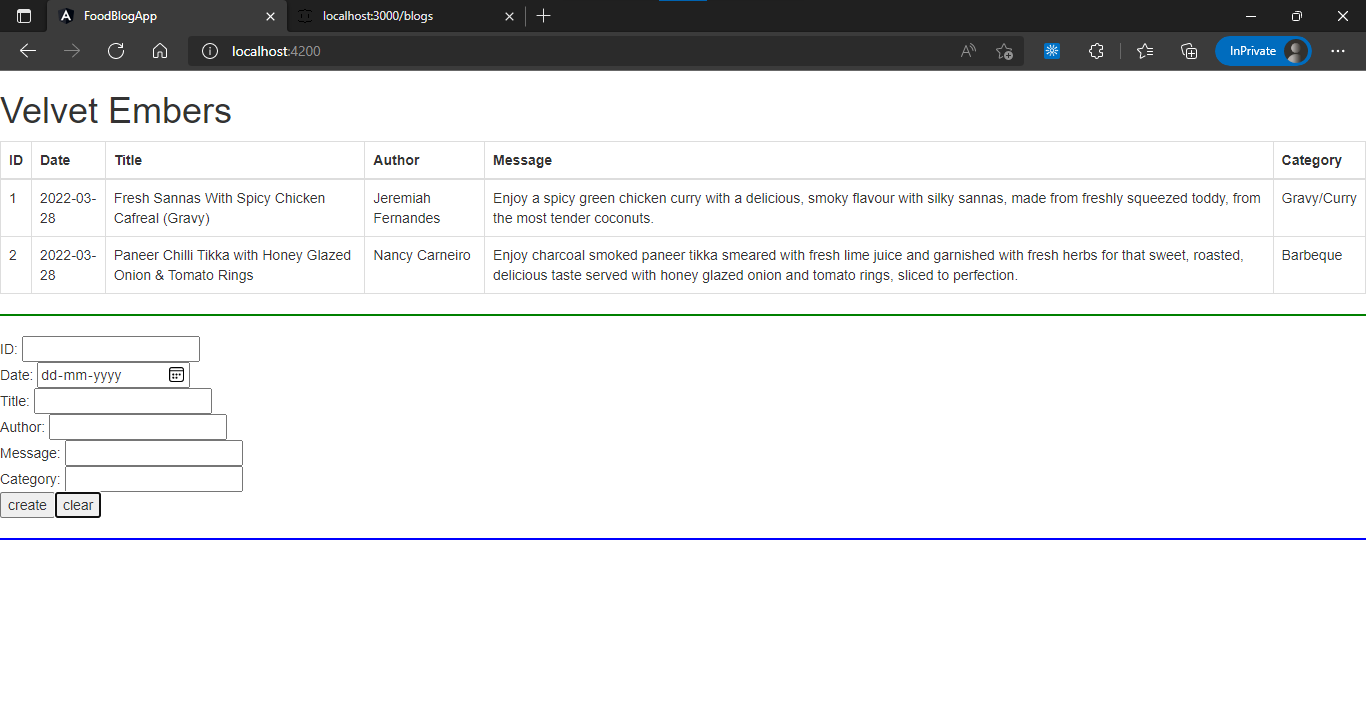 FoodBlogApp
localhost:3000/blogs
localhost:4200
InPrivate
Velvet Embers
ID Date Title Author Message Category
1 2022-03-28 Fresh Sannas With Spicy Chicken Cafreal (Gravy) Jeremiah Fernandes Enjoy a spicy green chicken curry with a delicious, smoky flavour with silky sannas, made from freshly squeezed toddy, from the most tender coconuts. Gravy/Curry
2 2022-03-28 Paneer Chilli Tikka with Honey Glazed Onion & Tomato Rings Nancy Carneiro Enjoy charcoal smoked paneer tikka smeared with fresh lime juice and garnished with fresh herbs for that sweet, roasted, delicious taste served with honey glazed onion and tomato rings, sliced to perfection. Barbeque
ID:
Date: dd-mm-yyyy
Title:
Author:
Message:
Category:
create clear